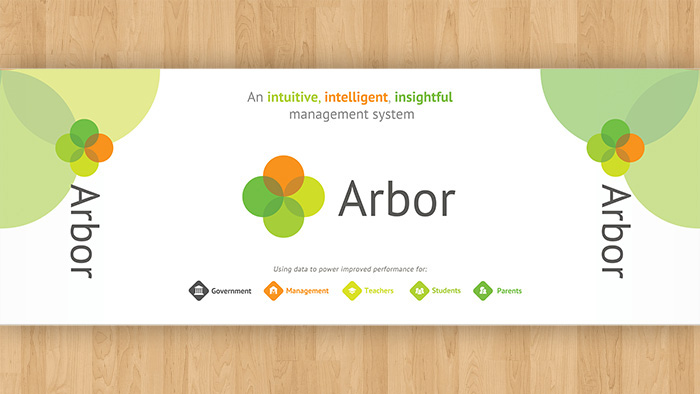 An intuitive, intelligent, insightful
management system
Arbor
Arbor
Arbor
Using data to power improved performance for:
Government
Management
Teachers
Students
Parents